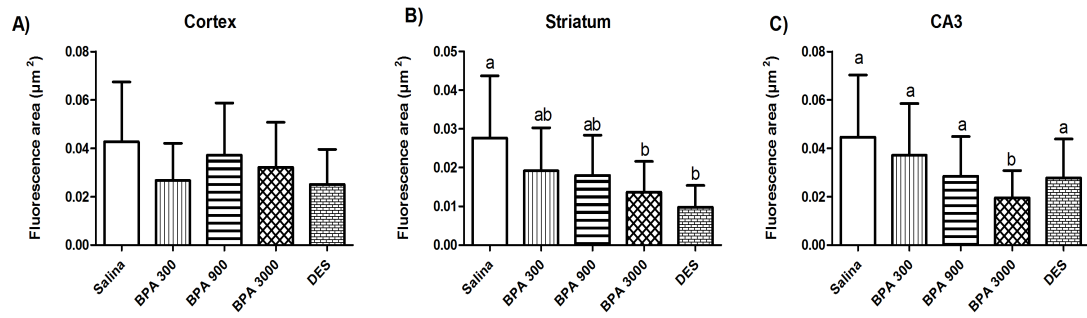 A)
Cortex
Fluorescence area (µm²)
0.08
0.06
0.04
0.02
0.00
Salina
BPA 300
BPA 900
BPA 3000
DES
B)
Striatum
Fluorescence area (µm²)
0.05
0.04
0.03
0.02
0.01
0.00
a
ab
ab
b
b
Salina
BPA 300
BPA 900
BPA 3000
DES
C)
CA3
Fluorescence area (µm²)
0.08
0.06
0.04
0.02
0.00
a
a
a
b
a
Salina
BPA 300
BPA 900
BPA 3000
DES